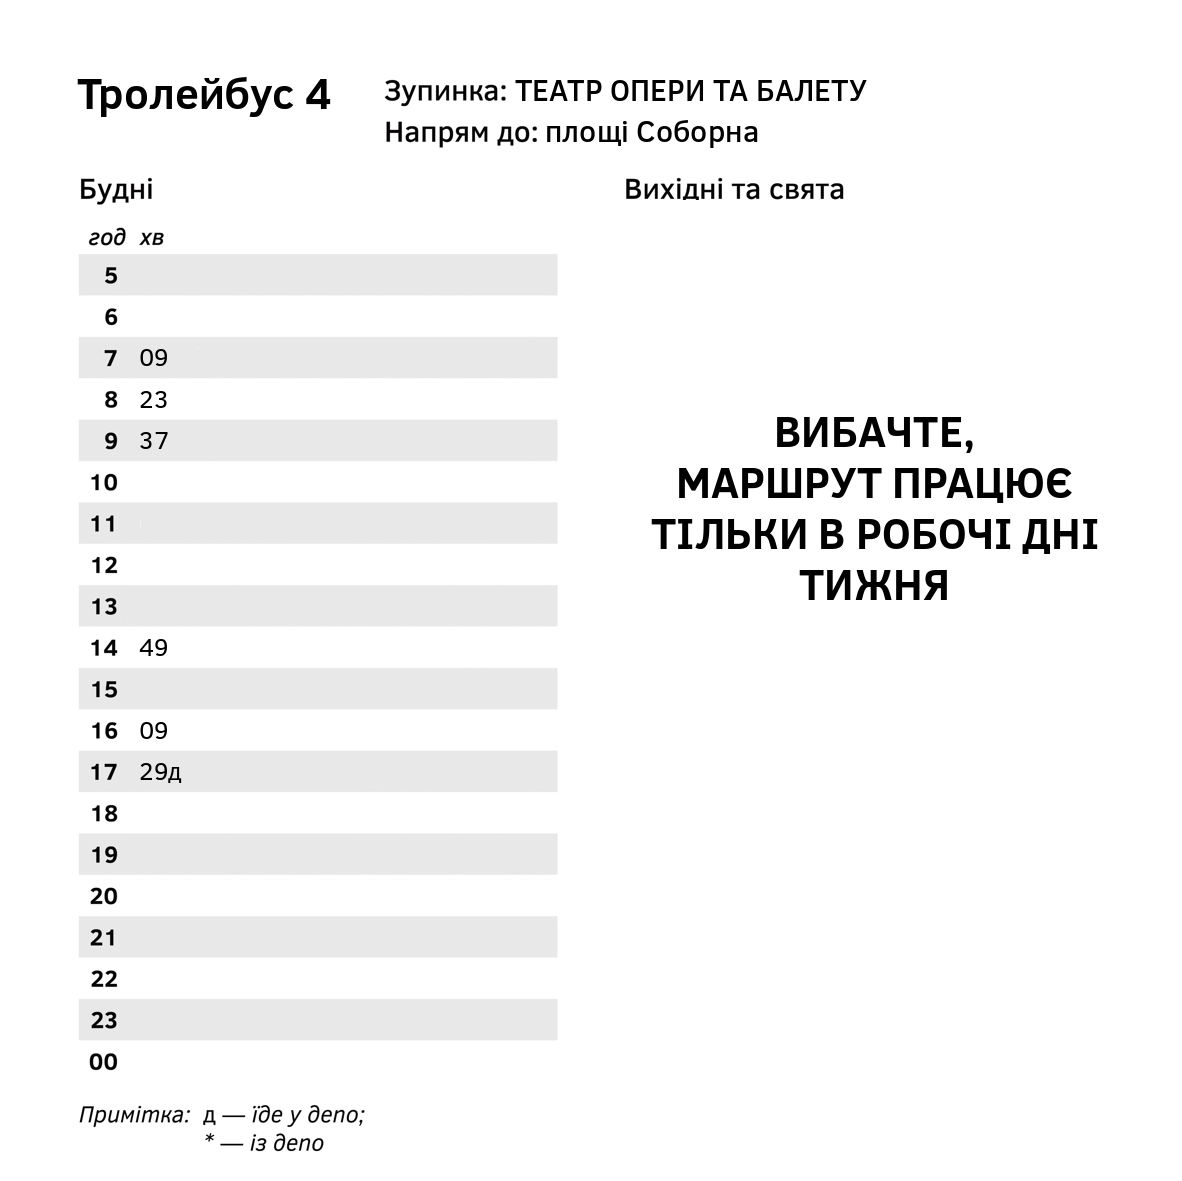 Тролейбус 4
Зупинка: ТЕАТР ОПЕРИ ТА БАЛЕТУ
Напрям до: площі Соборна
Будні
год хв
5
6
7 09
8 23
9 37
10
11
12
13
14 49
15
16 09
17 29д
18
19
20
21
22
23
00
Примітка: д — їде у депо;
* — із депо
Вихідні та свята
ВИБАЧТЕ,
МАРШРУТ ПРАЦЮЄ
ТІЛЬКИ В РОБОЧІ ДНІ
ТИЖНЯ